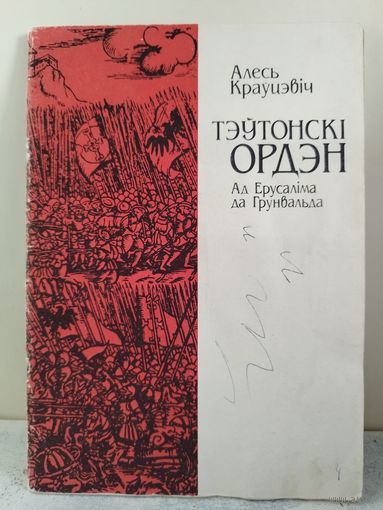 Алесь
Краўцэвіч
ТЭЎТОНСКІ
ОРДЭН
Ад Ерусаліма
да Грунвальда